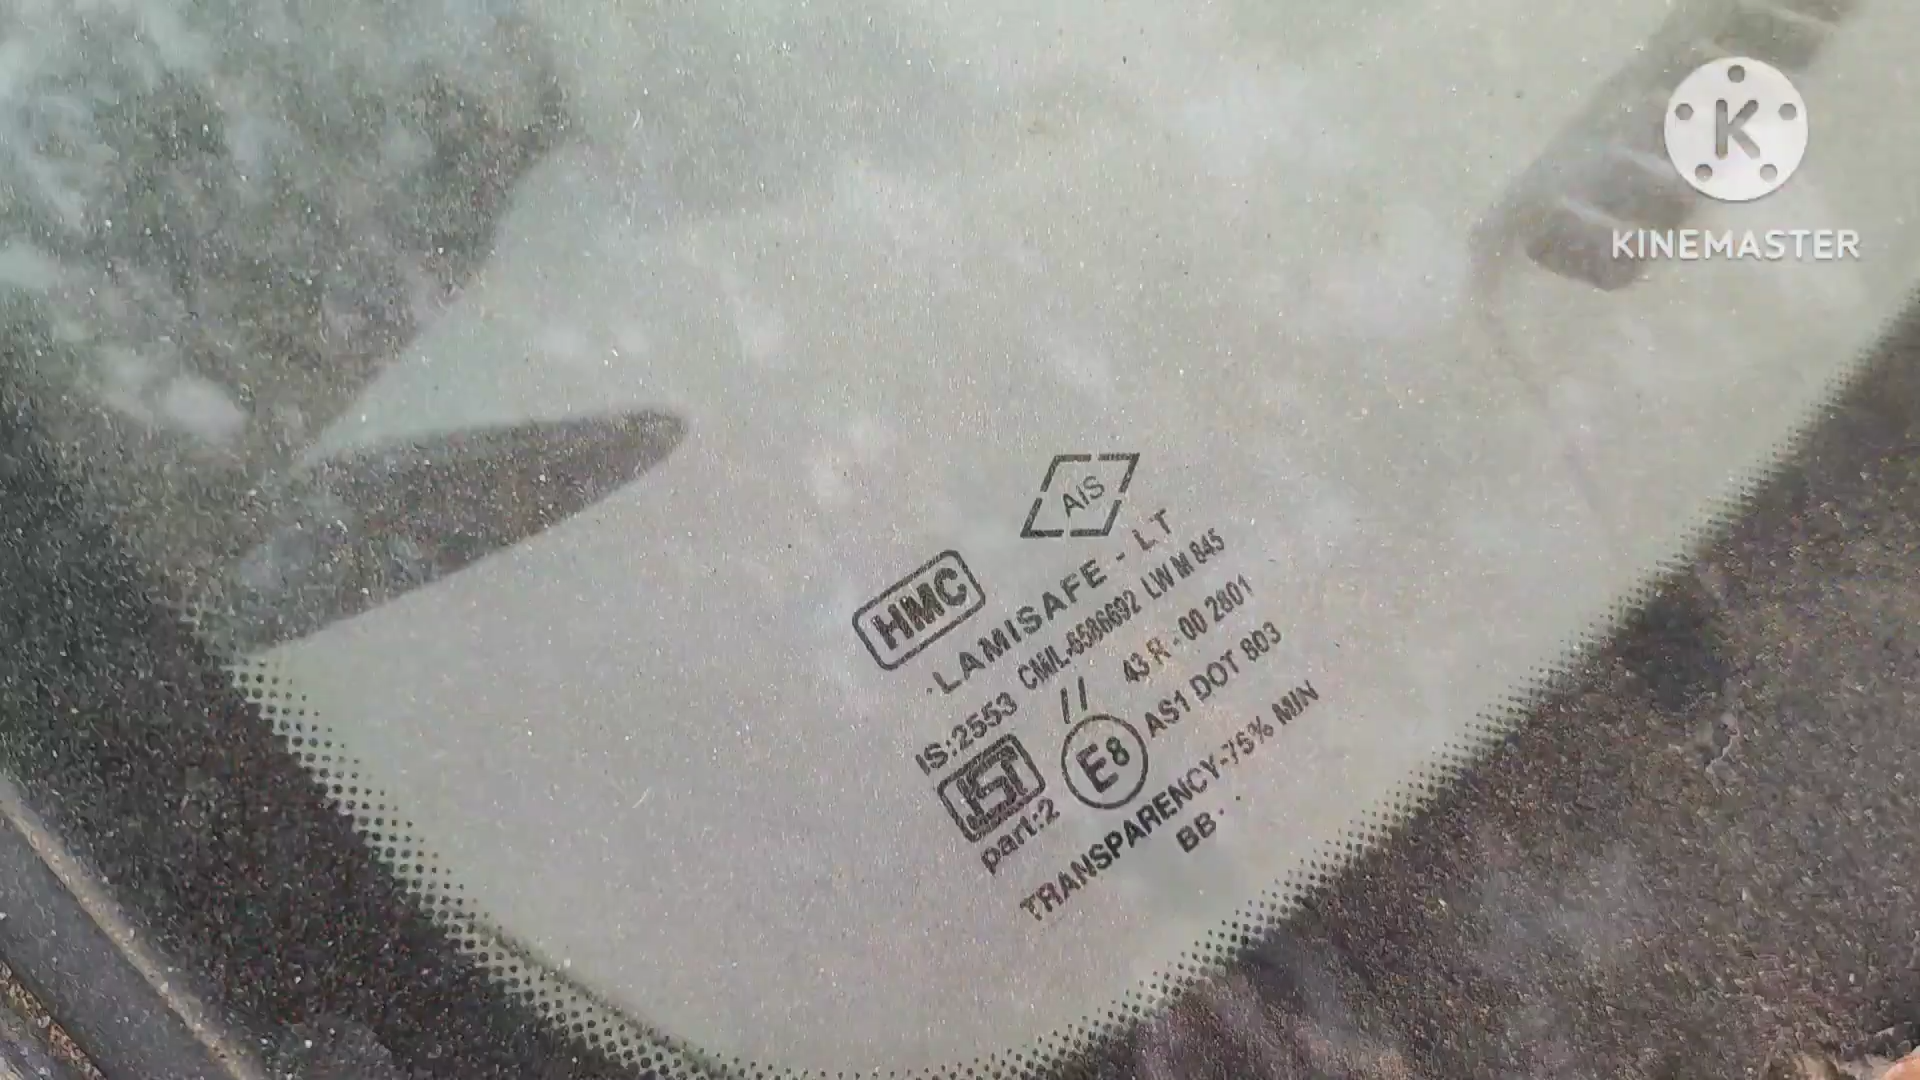 K
KINEMASTER
AIS
HMC
LAMISAFE - LT
IS:2553 CM/L-6586692 LW M 845
// 43 R - 00 2801
ISI
E8 AS1 DOT 803
part:2
TRANSPARENCY-75% MIN
BB··